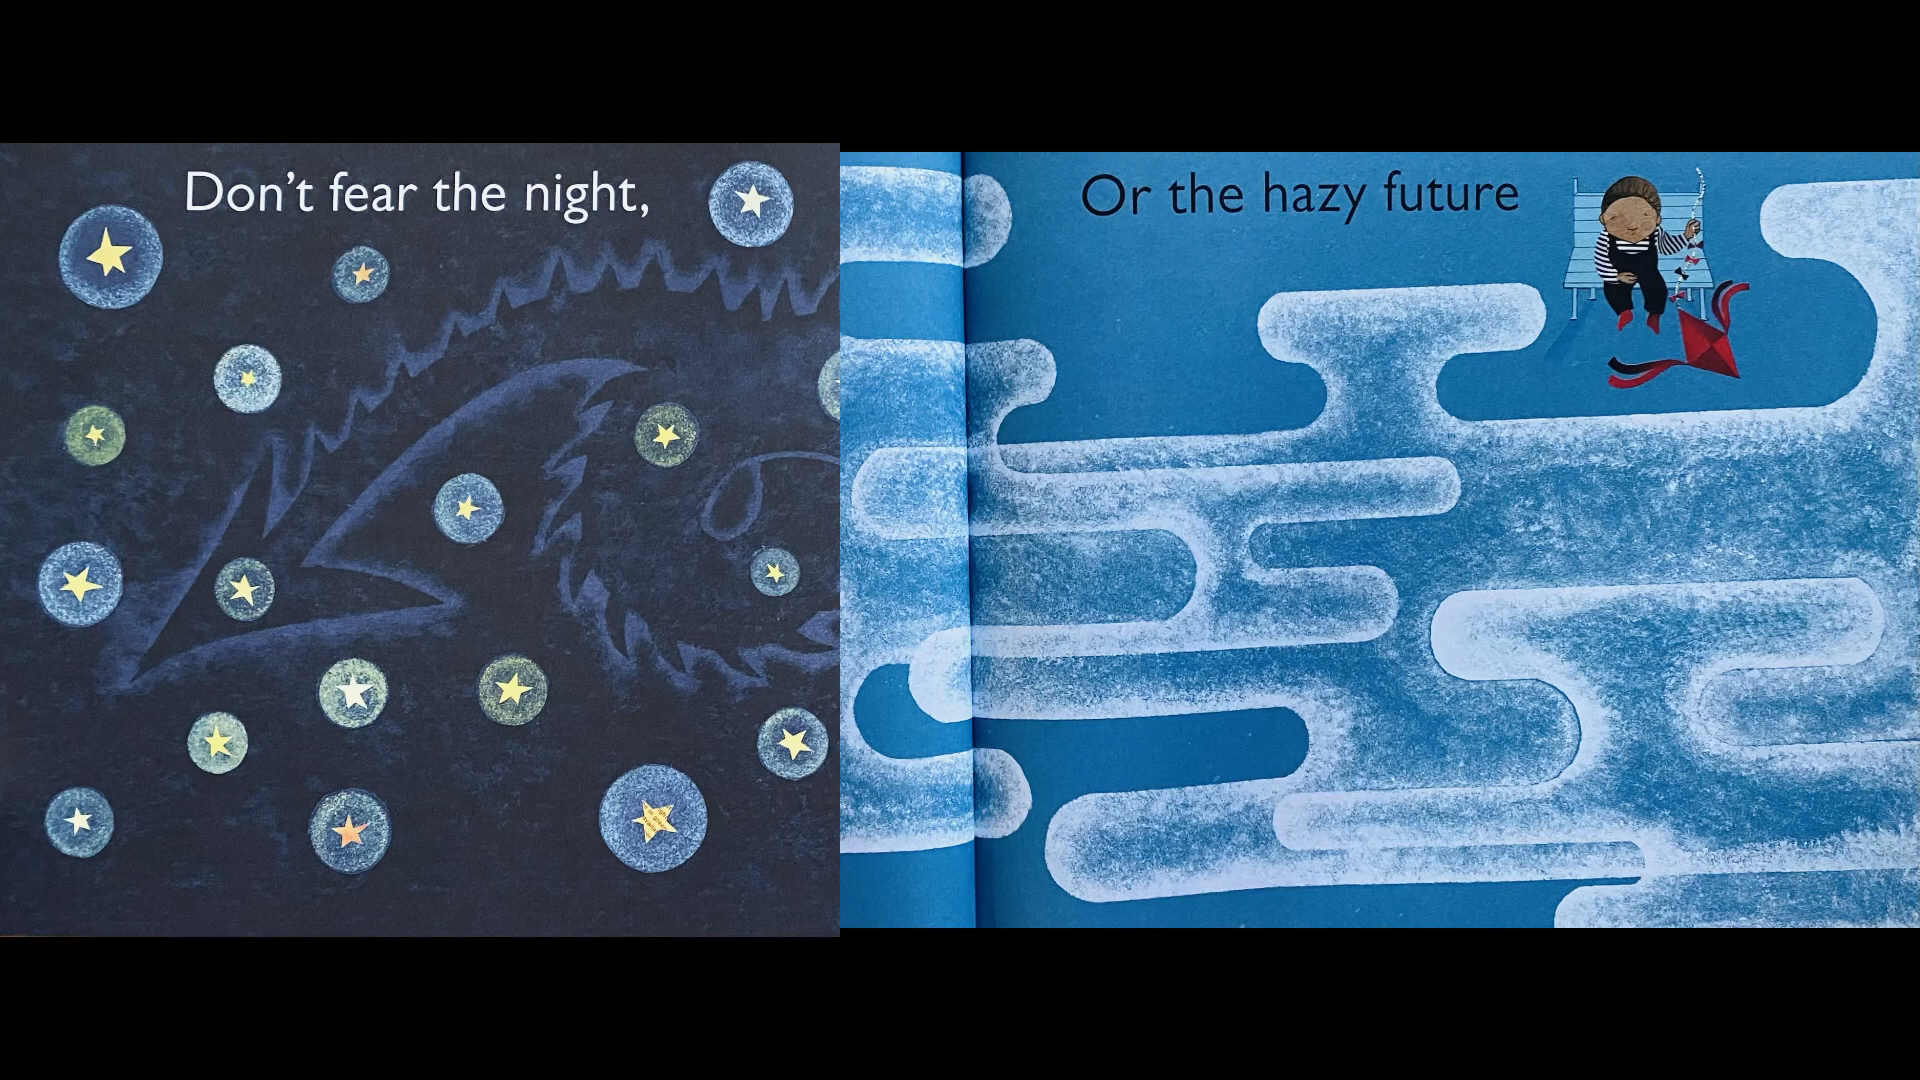 Don't fear the night,
Or the hazy future